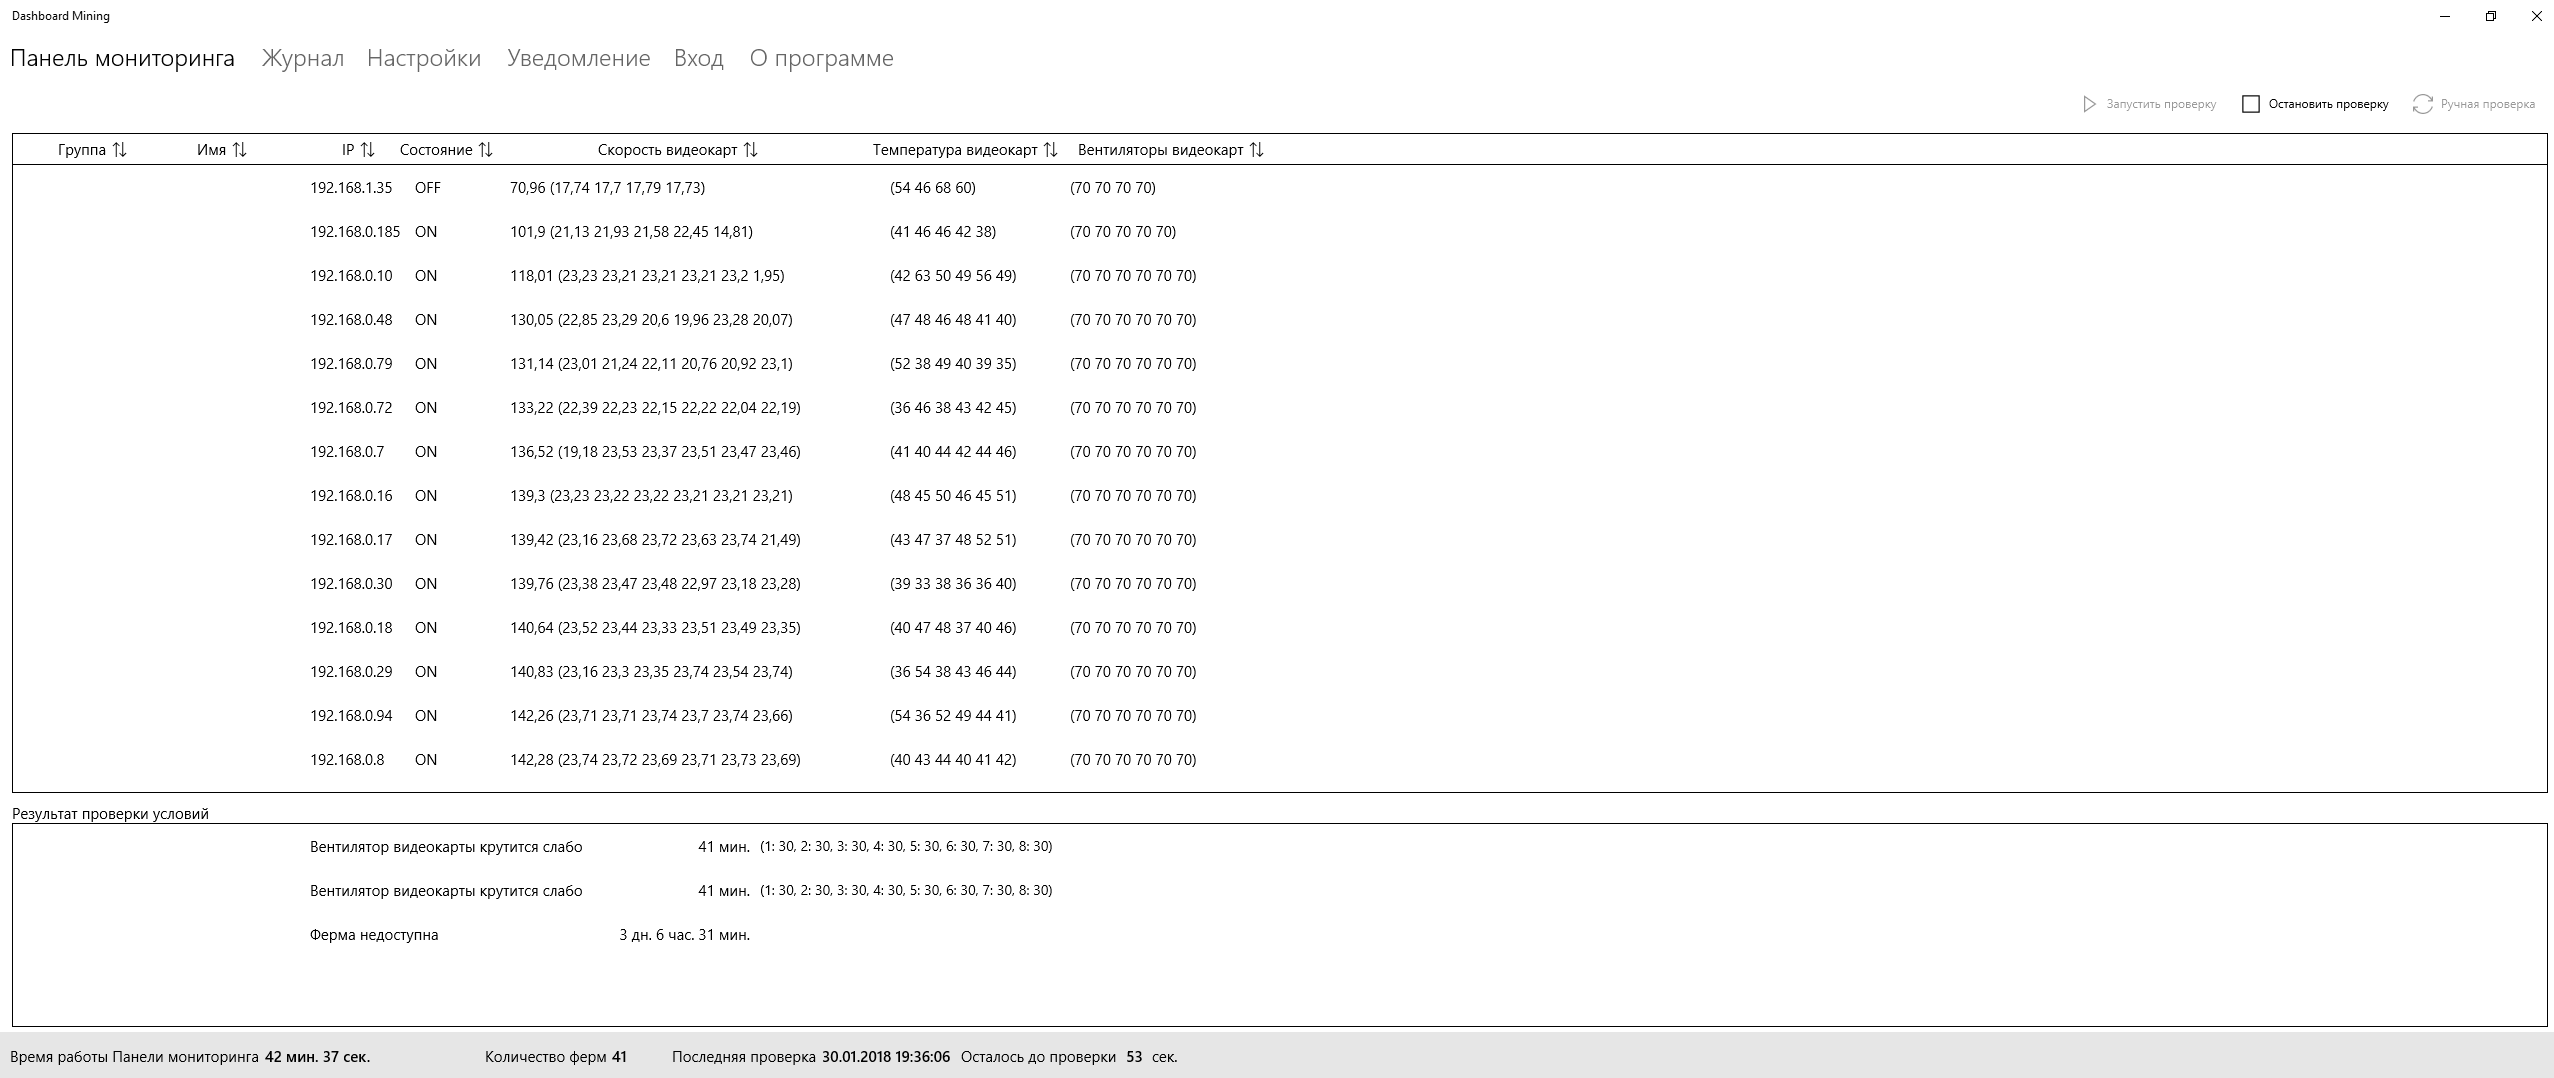 Dashboard Mining
Панель мониторинга Журнал Настройки Уведомление Вход О программе
Запустить проверку Остановить проверку Ручная проверка
Группа Имя IP Состояние Скорость видеокарт Температура видеокарт Вентиляторы видеокарт
192.168.1.35 OFF 70,96 (17,74 17,7 17,79 17,73) (54 46 68 60) (70 70 70 70)
192.168.0.185 ON 101,9 (21,13 21,93 21,58 22,45 14,81) (41 46 46 42 38) (70 70 70 70 70)
192.168.0.10 ON 118,01 (23,23 23,21 23,21 23,21 23,2 1,95) (42 63 50 49 56 49) (70 70 70 70 70 70)
192.168.0.48 ON 130,05 (22,85 23,29 20,6 19,96 23,28 20,07) (47 48 46 48 41 40) (70 70 70 70 70 70)
192.168.0.79 ON 131,14 (23,01 21,24 22,11 20,76 20,92 23,1) (52 38 49 40 39 35) (70 70 70 70 70 70)
192.168.0.72 ON 133,22 (22,39 22,23 22,15 22,22 22,04 22,19) (36 46 38 43 42 45) (70 70 70 70 70 70)
192.168.0.7 ON 136,52 (19,18 23,53 23,37 23,51 23,47 23,46) (41 40 44 42 44 46) (70 70 70 70 70 70)
192.168.0.16 ON 139,3 (23,23 23,22 23,22 23,21 23,21 23,21) (48 45 50 46 45 51) (70 70 70 70 70 70)
192.168.0.17 ON 139,42 (23,16 23,68 23,72 23,63 23,74 21,49) (43 47 37 48 52 51) (70 70 70 70 70 70)
192.168.0.30 ON 139,76 (23,38 23,47 23,48 22,97 23,18 23,28) (39 33 38 36 36 40) (70 70 70 70 70 70)
192.168.0.18 ON 140,64 (23,52 23,44 23,33 23,51 23,49 23,35) (40 47 48 37 40 46) (70 70 70 70 70 70)
192.168.0.29 ON 140,83 (23,16 23,3 23,35 23,74 23,54 23,74) (36 54 38 43 46 44) (70 70 70 70 70 70)
192.168.0.94 ON 142,26 (23,71 23,71 23,74 23,7 23,74 23,66) (54 36 52 49 44 41) (70 70 70 70 70 70)
192.168.0.8 ON 142,28 (23,74 23,72 23,69 23,71 23,73 23,69) (40 43 44 40 41 42) (70 70 70 70 70 70)
Результат проверки условий
Вентилятор видеокарты крутится слабо 41 мин. (1: 30, 2: 30, 3: 30, 4: 30, 5: 30, 6: 30, 7: 30, 8: 30)
Вентилятор видеокарты крутится слабо 41 мин. (1: 30, 2: 30, 3: 30, 4: 30, 5: 30, 6: 30, 7: 30, 8: 30)
Ферма недоступна 3 дн. 6 час. 31 мин.
Время работы Панели мониторинга 42 мин. 37 сек. Количество ферм 41 Последняя проверка 30.01.2018 19:36:06 Осталось до проверки 53 сек.